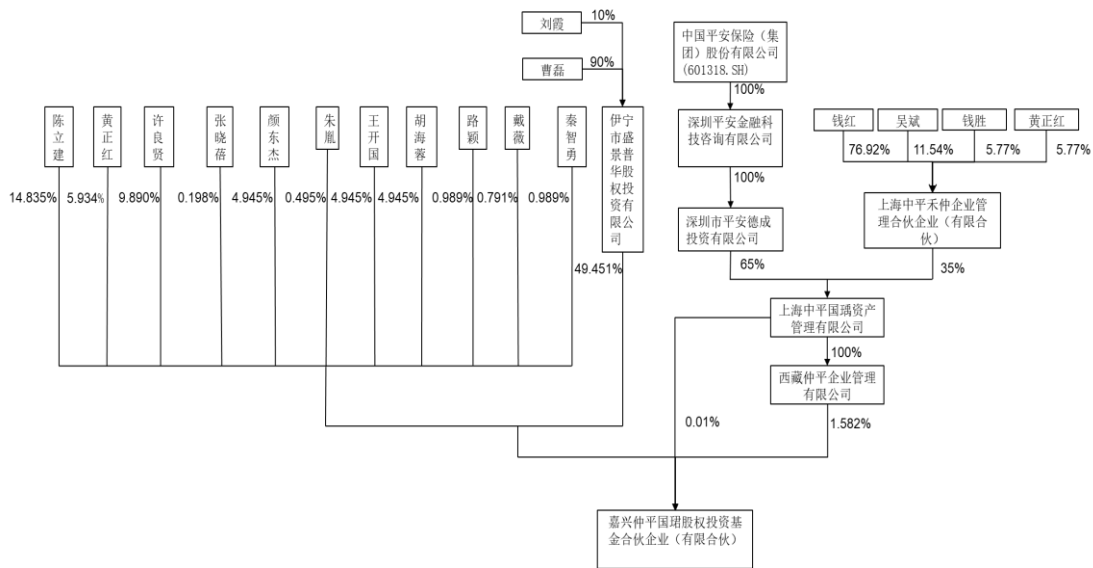 刘霞
10%
曹磊
90%
中国平安保险（集
团）股份有限公司
(601318.SH)
100%
陈立建
黄正红
许良贤
张晓蓓
颜东杰
朱胤
王开国
胡海蓉
路颖
戴薇
秦智勇
伊宁市盛景普华股权投资有限公司
深圳平安金融科
技咨询有限公司
100%
钱红
吴斌
钱胜
黄正红
76.92%
11.54%
5.77%
5.77%
14.835%
5.934%
9.890%
0.198%
4.945%
0.495%
4.945%
4.945%
0.989%
0.791%
0.989%
49.451%
深圳市平安德成
投资有限公司
65%
上海中平禾仲企业管
理合伙企业（有限合
伙）
35%
上海中平国瑀资产
管理有限公司
100%
西藏仲平企业管理
有限公司
0.01%
1.582%
嘉兴仲平国珺股权投资基
金合伙企业（有限合伙）